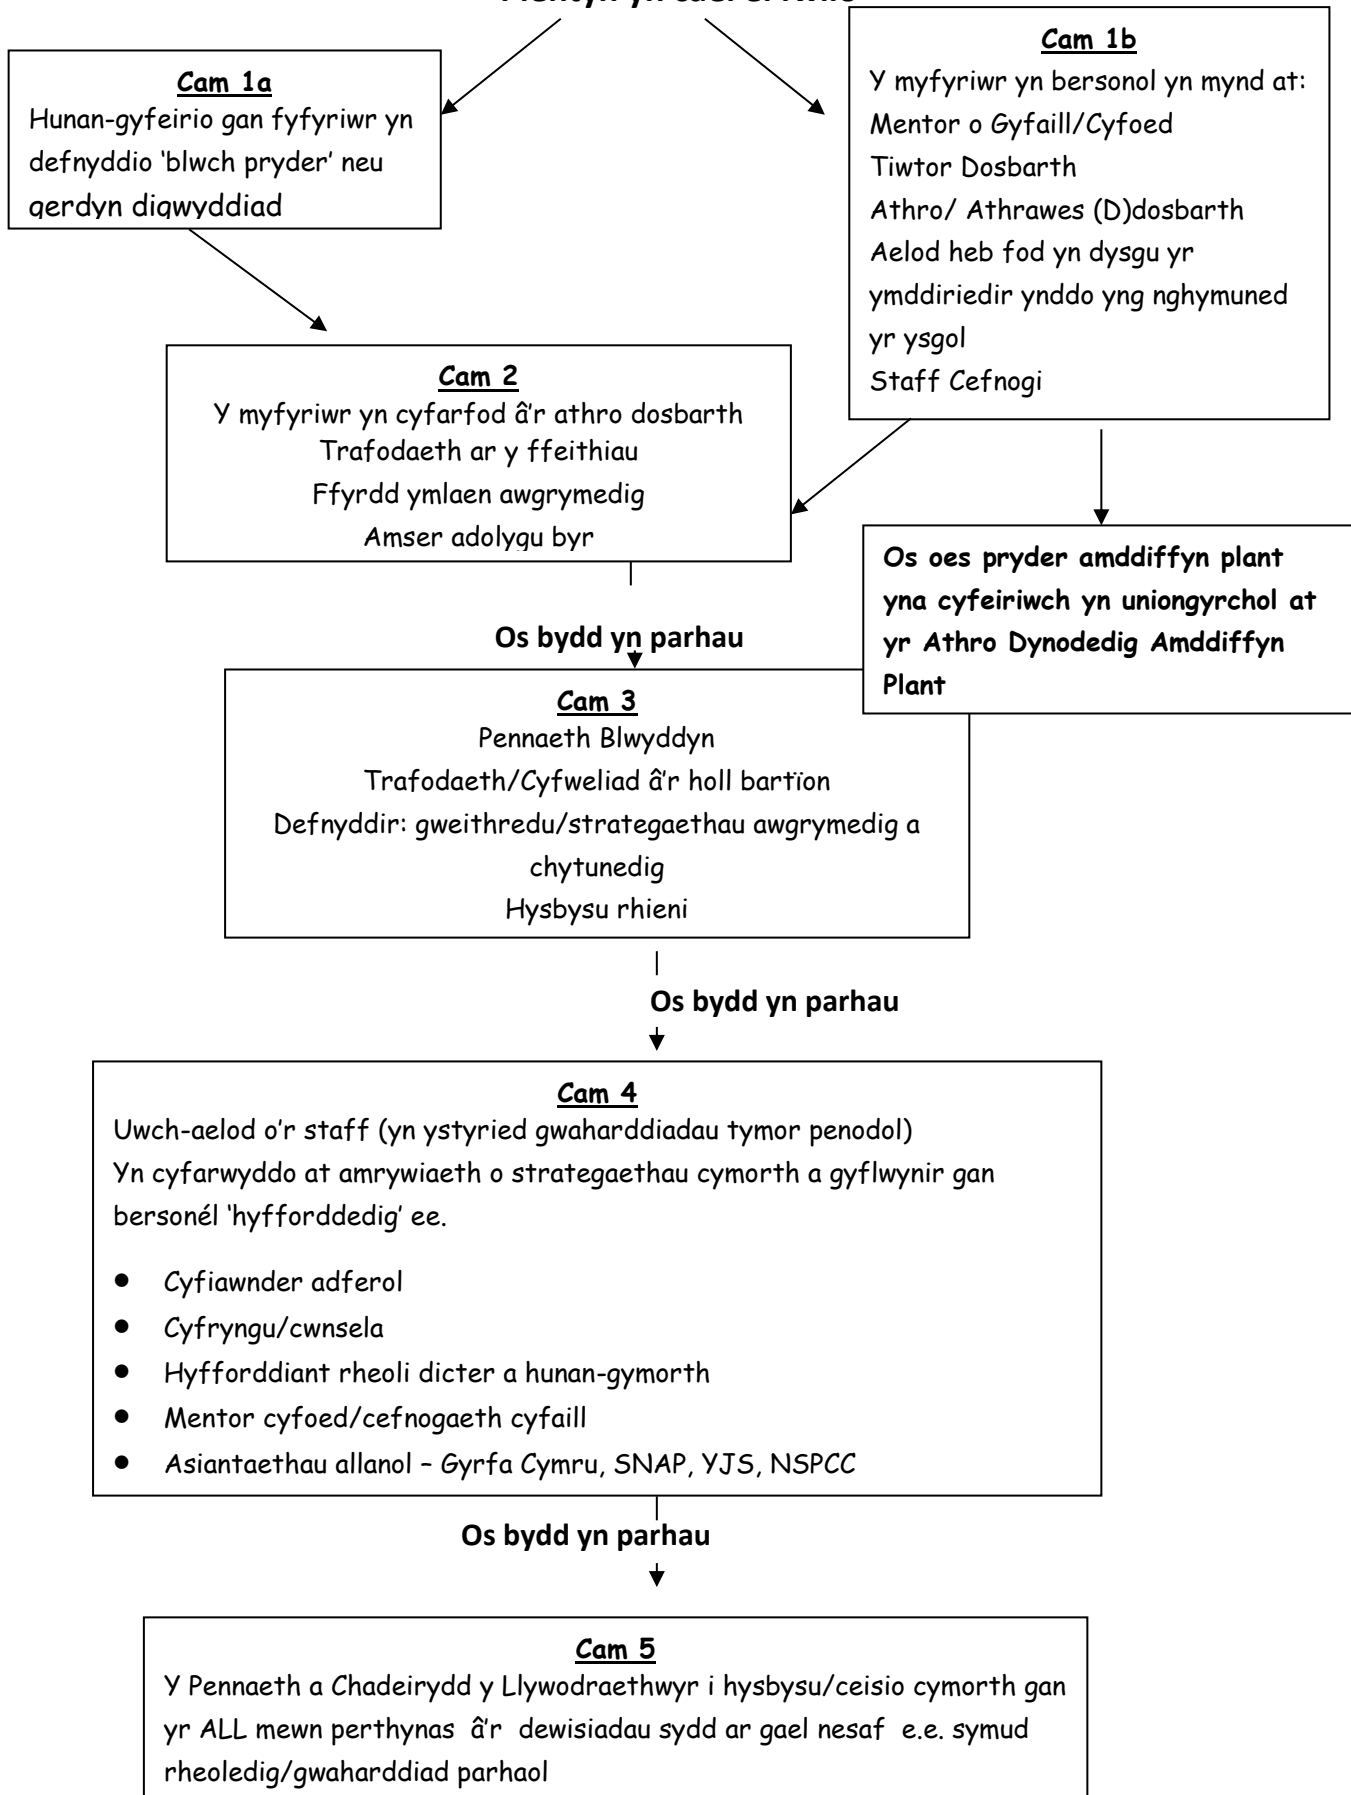 Cam 1a
Hunan-gyfeirio gan fyfyriwr yn
defnyddio ‘blwch pryder’ neu
gerdyn digwyddiad
Cam 1b
Y myfyriwr yn bersonol yn mynd at:
Mentor o Gyfaill/Cyfoed
Tiwtor Dosbarth
Athro/ Athrawes (D)dosbarth
Aelod heb fod yn dysgu yr
ymddiriedir ynddo yng nghymuned
yr ysgol
Staff Cefnogi
Cam 2
Y myfyriwr yn cyfarfod â’r athro dosbarth
Trafodaeth ar y ffeithiau
Ffyrdd ymlaen awgrymedig
Amser adolygu byr
Os oes pryder amddiffyn plant
yna cyfeiriwch yn uniongyrchol at
yr Athro Dynodedig Amddiffyn
Plant
Os bydd yn parhau
Cam 3
Pennaeth Blwyddyn
Trafodaeth/Cyfweliad â’r holl bartïon
Defnyddir: gweithredu/strategaethau awgrymedig a
chytunedig
Hysbysu rhieni
Os bydd yn parhau
Cam 4
Uwch-aelod o’r staff (yn ystyried gwaharddiadau tymor penodol)
Yn cyfarwyddo at amrywiaeth o strategaethau cymorth a gyflwynir gan
bersonél ‘hyfforddedig’ ee.
● Cyfiawnder adferol
● Cyfryngu/cwnsela
● Hyfforddiant rheoli dicter a hunan-gymorth
● Mentor cyfoed/cefnogaeth cyfaill
● Asiantaethau allanol – Gyrfa Cymru, SNAP, YJS, NSPCC
Os bydd yn parhau
Cam 5
Y Pennaeth a Chadeirydd y Llywodraethwyr i hysbysu/ceisio cymorth gan
yr ALL mewn perthynas â’r dewisiadau sydd ar gael nesaf e.e. symud
rheoledig/gwaharddiad parhaol